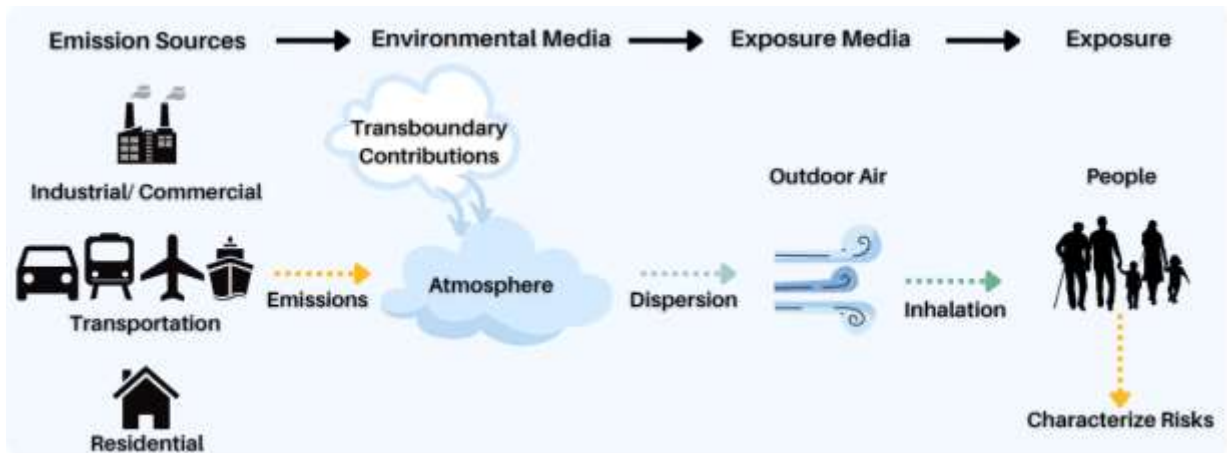 Emission Sources
Environmental Media
Exposure Media
Exposure
Transboundary
Contributions
Industrial/ Commercial
Outdoor Air
People
Atmosphere
Emissions
Dispersion
Inhalation
Transportation
Characterize Risks
Residential